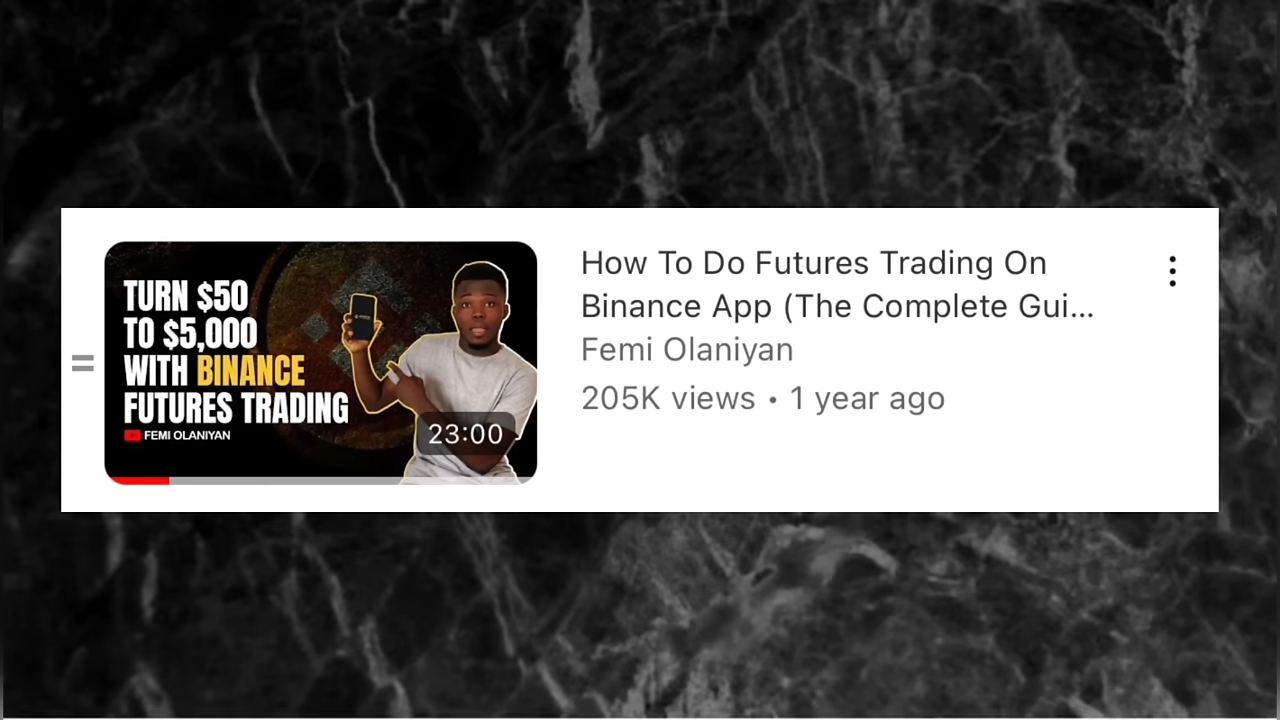 TURN $50
TO $5,000
WITH BINANCE
FUTURES TRADING
FEMI OLANIYAN
23:00
How To Do Futures Trading On
Binance App (The Complete Gui...
Femi Olaniyan
205K views • 1 year ago